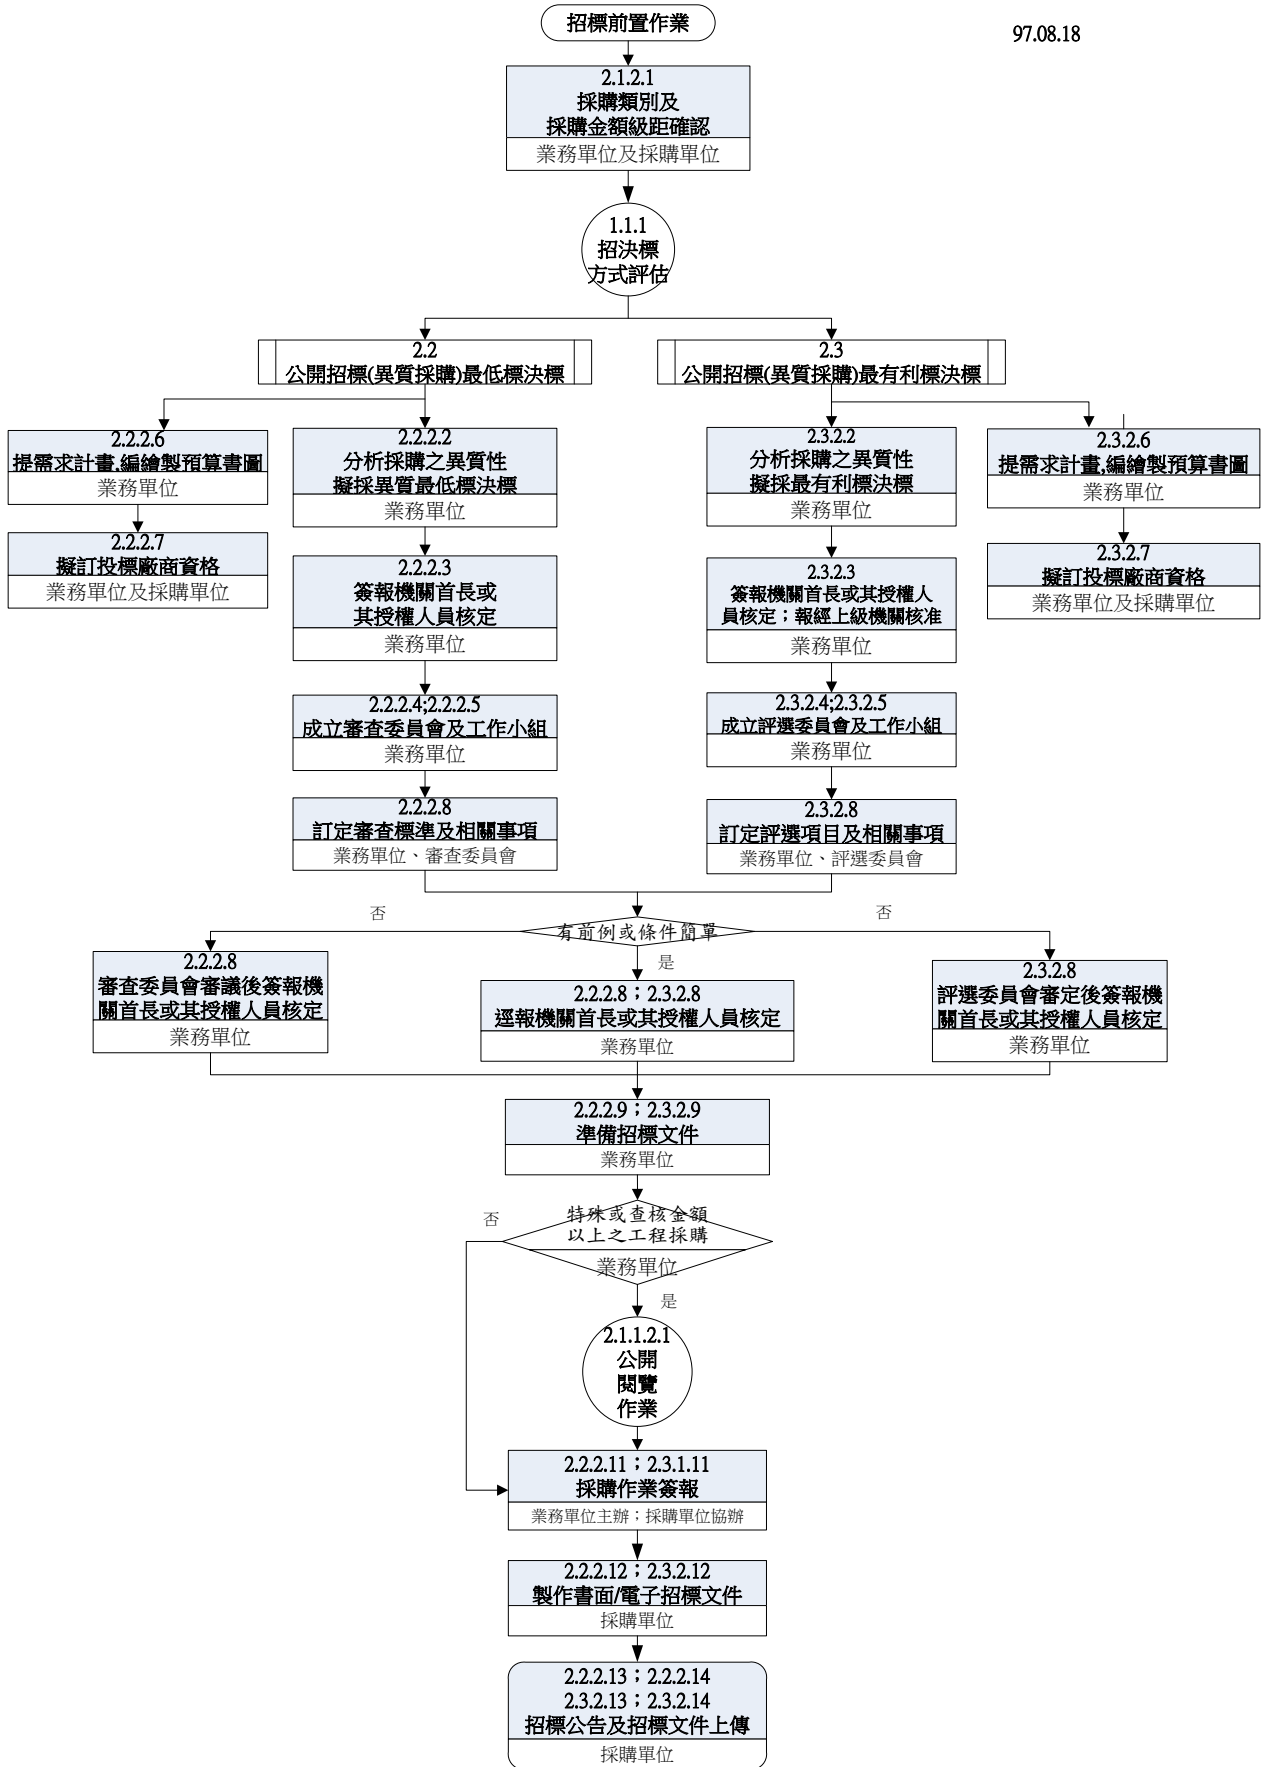 招標前置作業
97.08.18
2.1.2.1
採購類別及
採購金額級距確認
業務單位及採購單位
1.1.1
招決標
方式評估
2.2
公開招標(異質採購)最低標決標
2.3
公開招標(異質採購)最有利標決標
2.2.2.6
提需求計畫,編繪製預算書圖
業務單位
2.2.2.7
擬訂投標廠商資格
業務單位及採購單位
2.2.2.2
分析採購之異質性
擬採異質最低標決標
業務單位
2.2.2.3
簽報機關首長或
其授權人員核定
業務單位
2.2.2.4;2.2.2.5
成立審查委員會及工作小組
業務單位
2.2.2.8
訂定審查標準及相關事項
業務單位、審查委員會
2.3.2.2
分析採購之異質性
擬採最有利標決標
業務單位
2.3.2.3
簽報機關首長或其授權人
員核定；報經上級機關核准
業務單位
2.3.2.4;2.3.2.5
成立評選委員會及工作小組
業務單位
2.3.2.8
訂定評選項目及相關事項
業務單位、評選委員會
2.3.2.6
提需求計畫,編繪製預算書圖
業務單位
2.3.2.7
擬訂投標廠商資格
業務單位及採購單位
否
有前例或條件簡單
否
是
2.2.2.8
審查委員會審議後簽報機
關首長或其授權人員核定
業務單位
2.2.2.8；2.3.2.8
逕報機關首長或其授權人員核定
業務單位
2.3.2.8
評選委員會審定後簽報機
關首長或其授權人員核定
業務單位
2.2.2.9；2.3.2.9
準備招標文件
業務單位
否
特殊或查核金額
以上之工程採購
業務單位
是
2.1.1.2.1
公開
閱覽
作業
2.2.2.11；2.3.1.11
採購作業簽報
業務單位主辦；採購單位協辦
2.2.2.12；2.3.2.12
製作書面/電子招標文件
採購單位
2.2.2.13；2.2.2.14
2.3.2.13；2.3.2.14
招標公告及招標文件上傳
採購單位